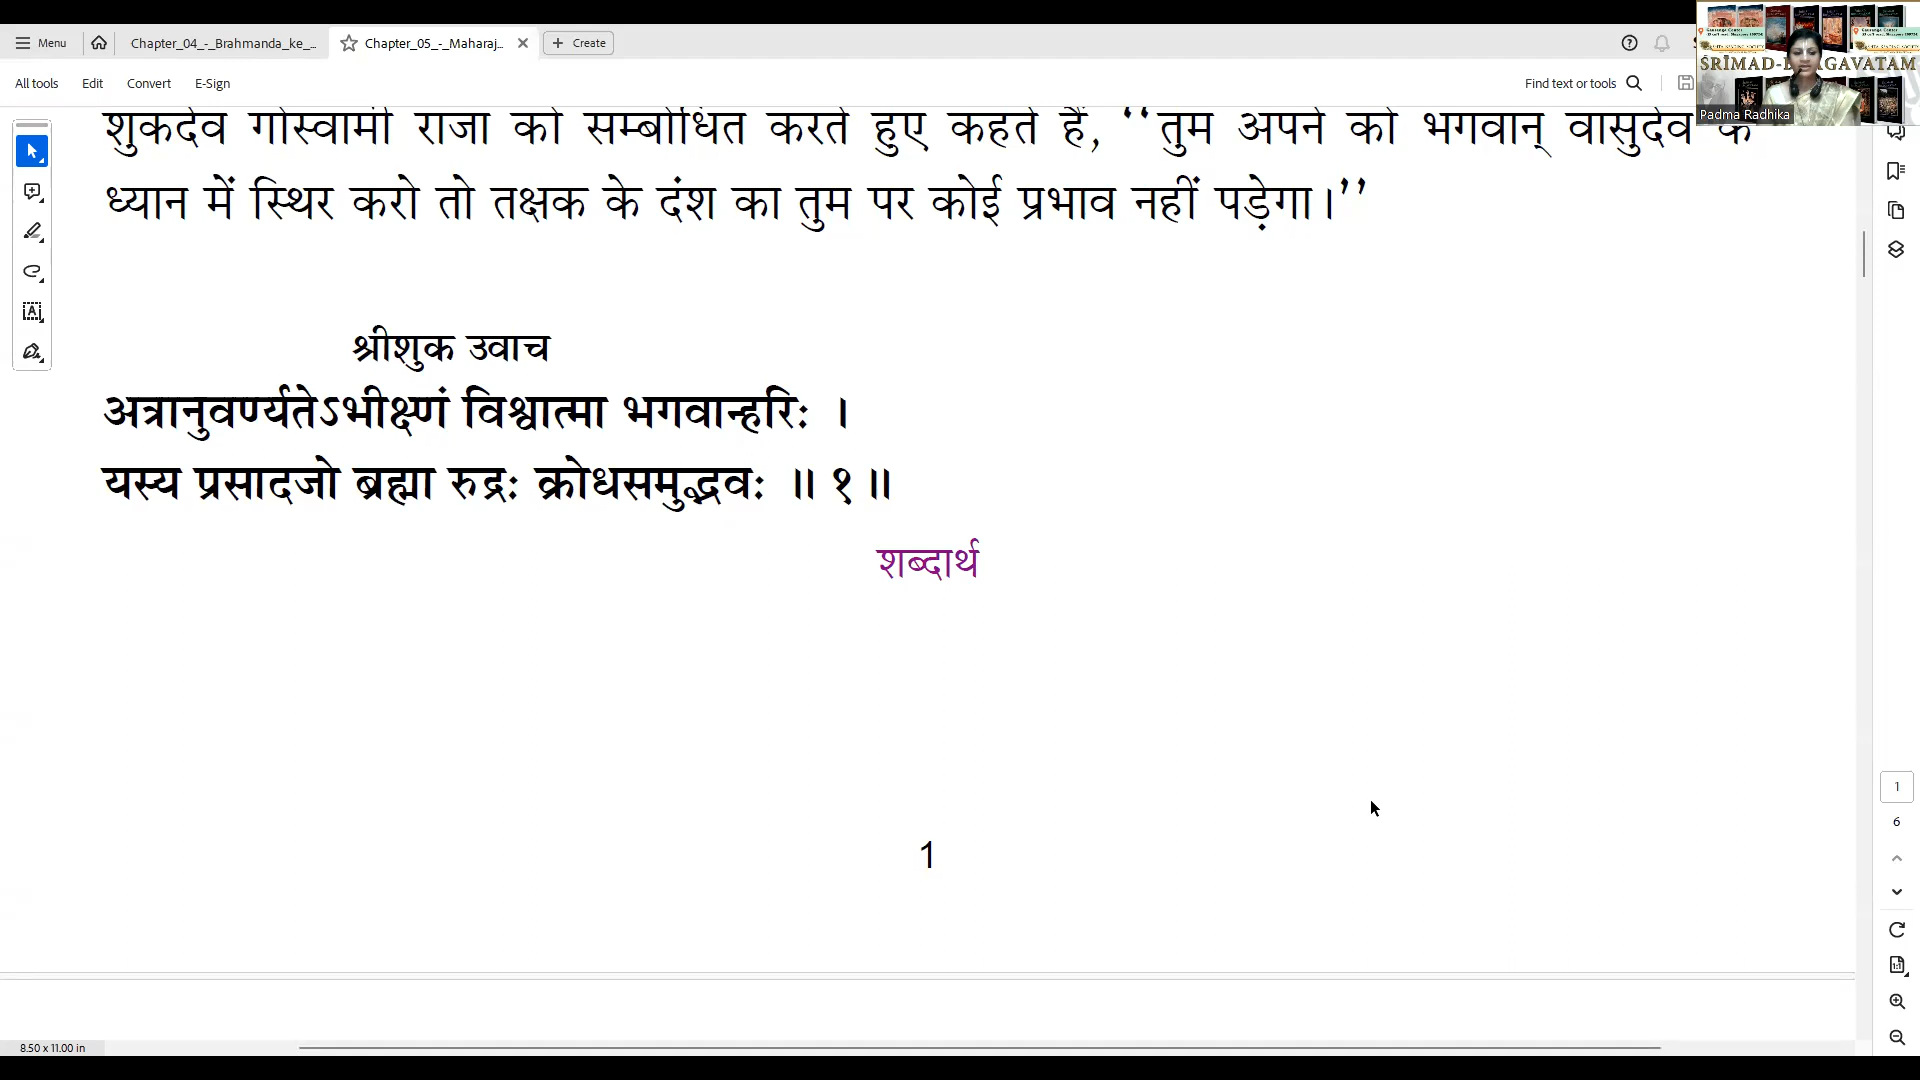 Menu
Chapter_04_-_Brahmanda_ke_...
Chapter_05_-_Maharaj...
Create
All tools
Edit
Convert
E-Sign
Find text or tools
SRĪMAD-BHĀGAVATAM
Padma Radhika
शुकदेव गोस्वामी राजा को सम्बोधित करते हुए कहते हैं, ‘‘तुम अपने को भगवान् वासुदेव के
ध्यान में स्थिर करो तो तक्षक के दंश का तुम पर कोई प्रभाव नहीं पड़ेगा।’’
श्रीशुक उवाच
अत्रानुवर्ण्यतेऽभीक्ष्णं विश्वात्मा भगवान्हरिः ।
यस्य प्रसादजो ब्रह्मा रुद्रः क्रोधसमुद्भवः ॥ १॥
शब्दार्थ
1
1
6
8.50 x 11.00 in